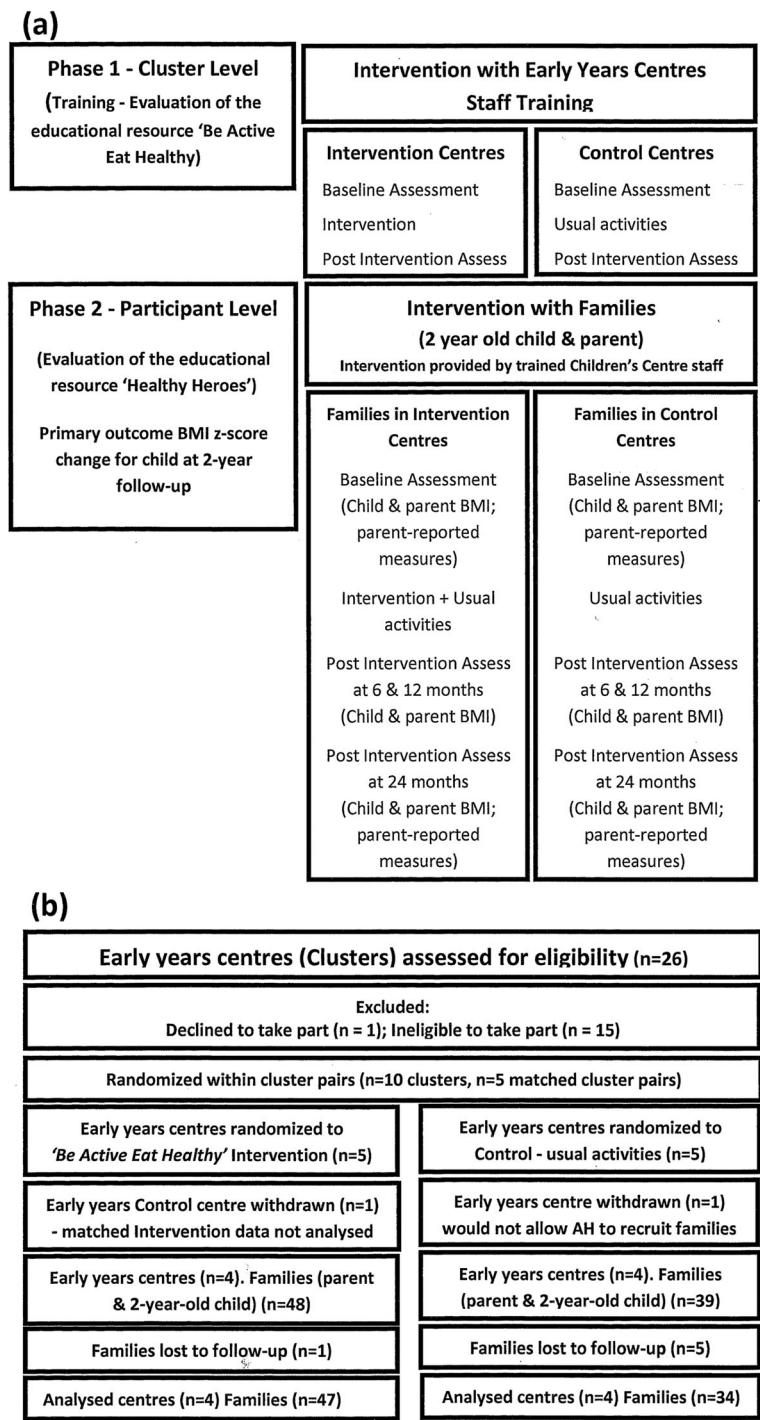 (a)
Phase 1 - Cluster Level
(Training - Evaluation of the
educational resource ‘Be Active
Eat Healthy)
Intervention with Early Years Centres
Staff Training
Intervention Centres
Baseline Assessment
Intervention
Post Intervention Assess
Control Centres
Baseline Assessment
Usual activities
Post Intervention Assess
Phase 2 - Participant Level
(Evaluation of the educational
resource ‘Healthy Heroes’)
Primary outcome BMI z-score
change for child at 2-year
follow-up
Intervention with Families
(2 year old child & parent)
Intervention provided by trained Children’s Centre staff
Families in Intervention
Centres
Baseline Assessment
(Child & parent BMI;
parent-reported
measures)
Intervention + Usual
activities
Post Intervention Assess
at 6 & 12 months
(Child & parent BMI)
Post Intervention Assess
at 24 months
(Child & parent BMI;
parent-reported
measures)
Families in Control
Centres
Baseline Assessment
(Child & parent BMI;
parent-reported
measures)
Usual activities
Post Intervention Assess
at 6 & 12 months
(Child & parent BMI)
Post Intervention Assess
at 24 months
(Child & parent BMI;
parent-reported
measures)
(b)
Early years centres (Clusters) assessed for eligibility (n=26)
Excluded:
Declined to take part (n = 1); Ineligible to take part (n = 15)
Randomized within cluster pairs (n=10 clusters, n=5 matched cluster pairs)
Early years centres randomized to
‘Be Active Eat Healthy’ Intervention (n=5)
Early years centres randomized to
Control - usual activities (n=5)
Early years Control centre withdrawn (n=1)
- matched Intervention data not analysed
Early years centre withdrawn (n=1)
would not allow AH to recruit families
Early years centres (n=4). Families (parent
& 2-year-old child) (n=48)
Early years centres (n=4). Families
(parent & 2-year-old child) (n=39)
Families lost to follow-up (n=1)
Families lost to follow-up (n=5)
Analysed centres (n=4) Families (n=47)
Analysed centres (n=4) Families (n=34)